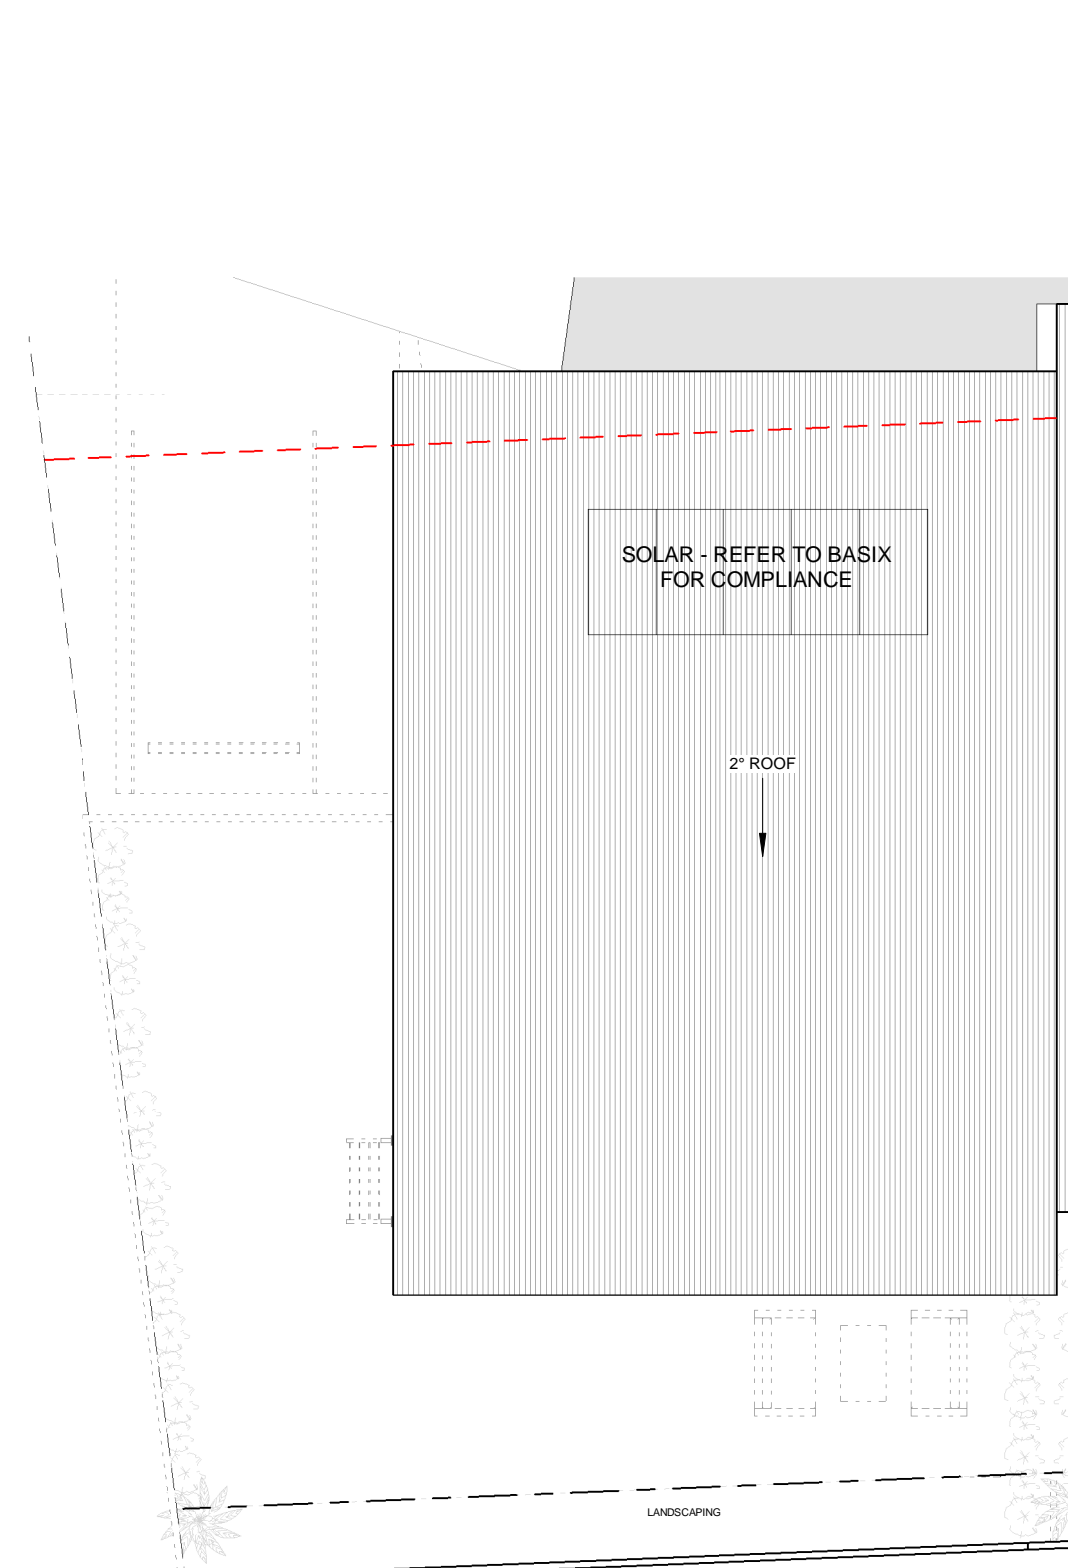 SOLAR - REFER TO BASIX
FOR COMPLIANCE
2° ROOF
LANDSCAPING